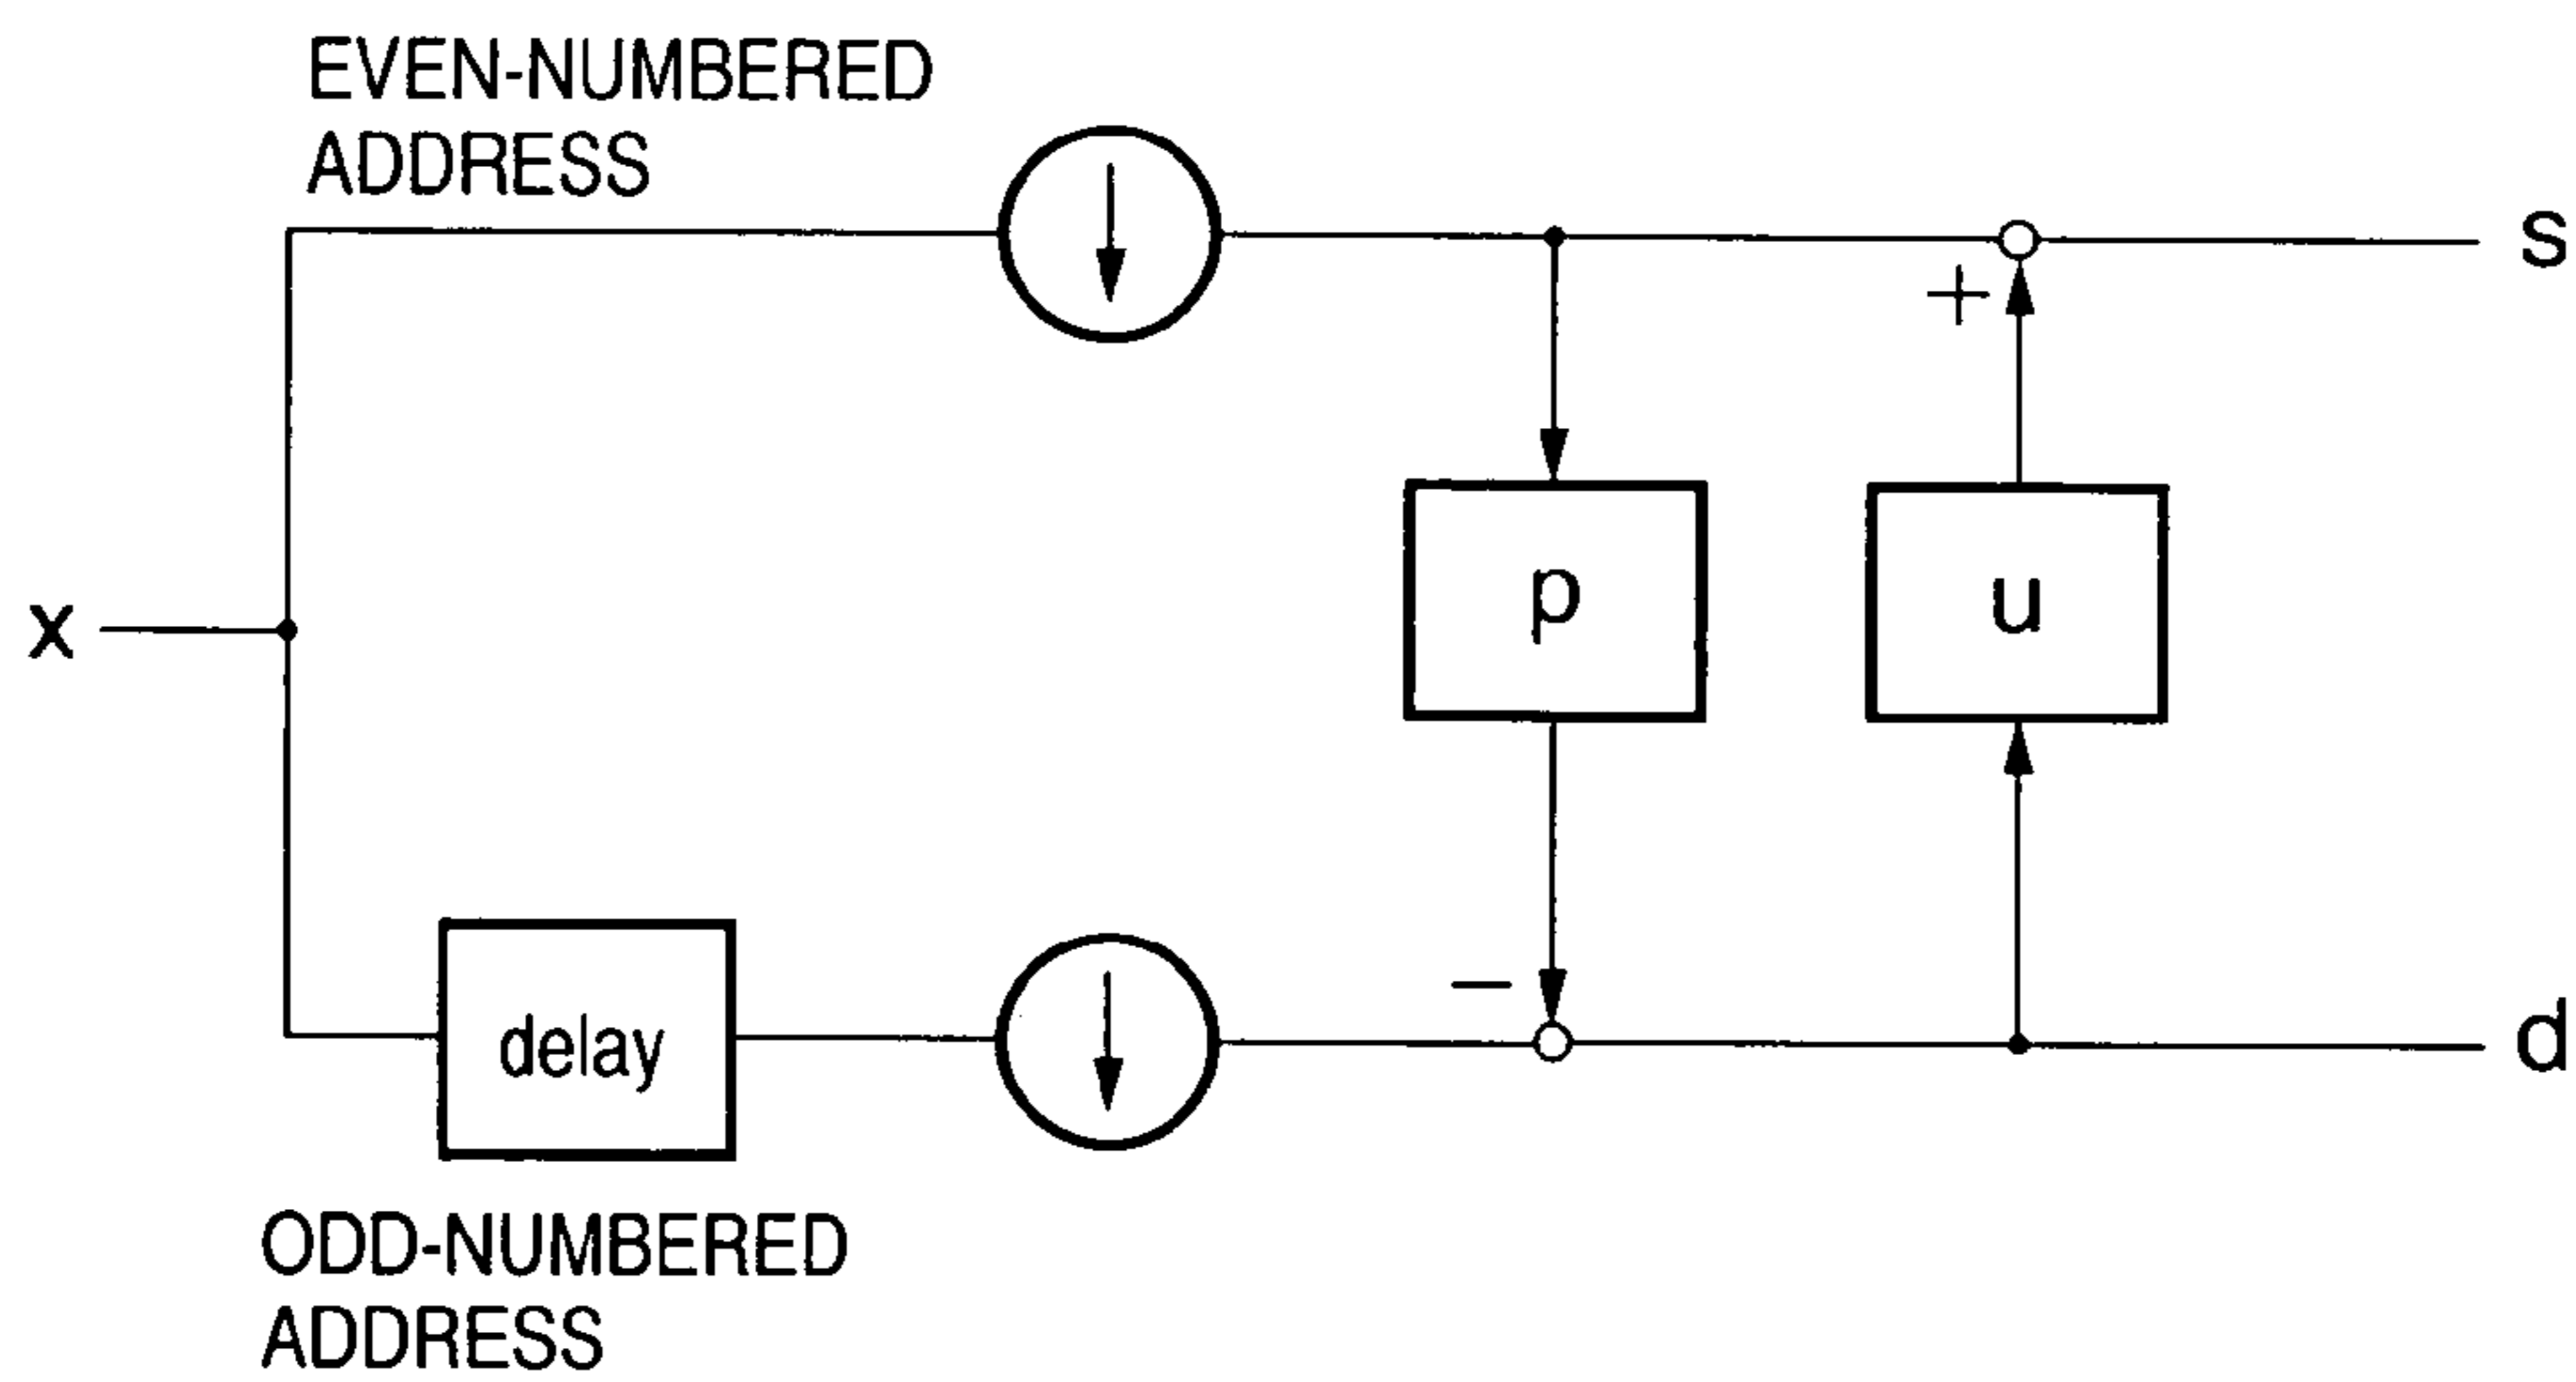 EVEN-NUMBERED
ADDRESS
s
+
p
u
x
−
delay
d
ODD-NUMBERED
ADDRESS